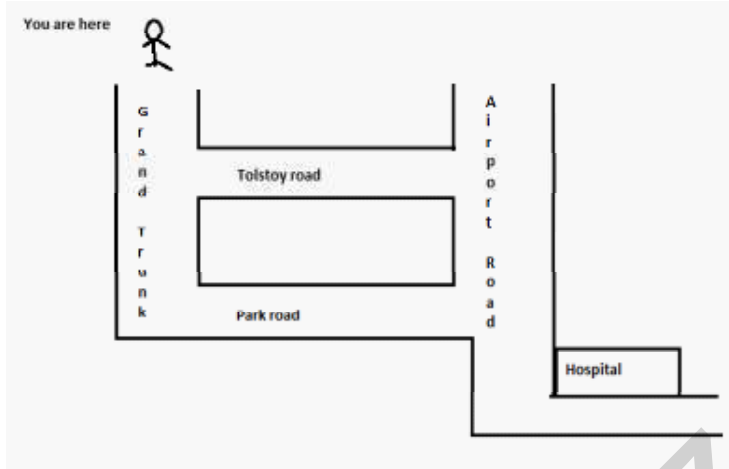 You are here
Grand Trunk
Airport Road
Tolstoy road
Park road
Hospital